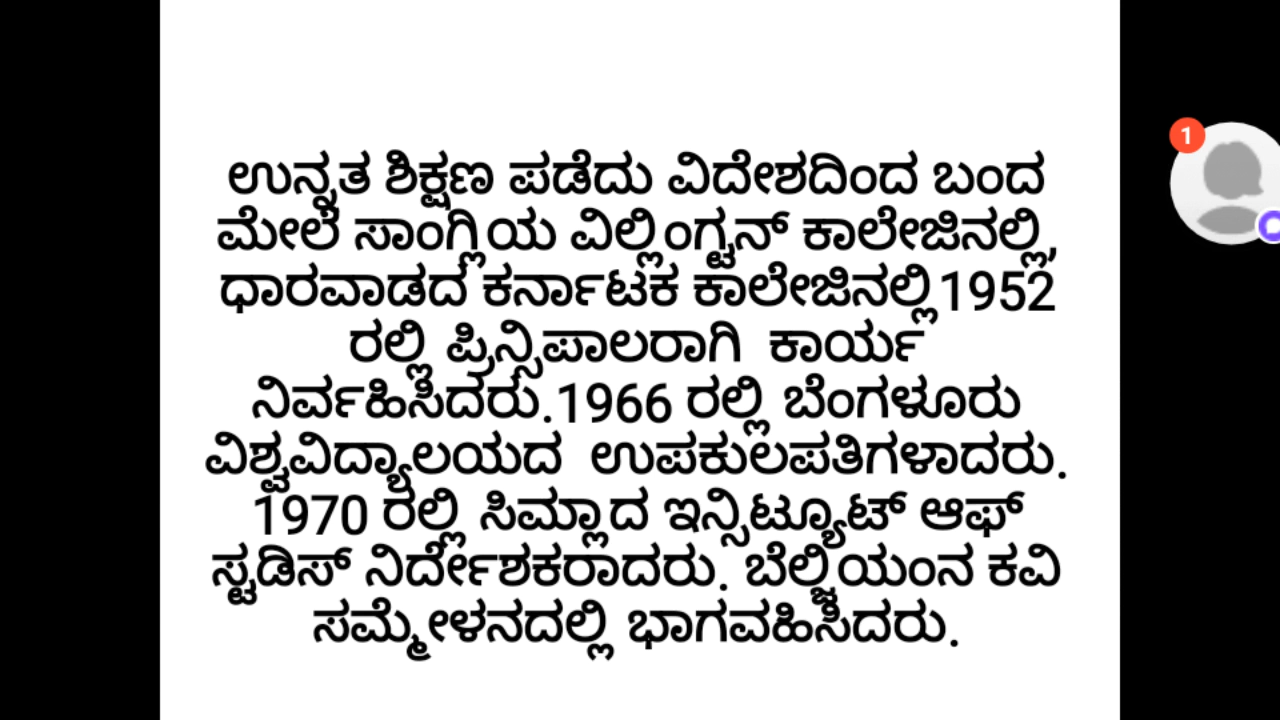 ಉನ್ನತ ಶಿಕ್ಷಣ ಪಡೆದು ವಿದೇಶದಿಂದ ಬಂದ
ಮೇಲೆ ಸಾಂಗ್ಲಿಯ ವಿಲ್ಲಿಂಗ್ಟನ್ ಕಾಲೇಜಿನಲ್ಲಿ,
ಧಾರವಾಡದ ಕರ್ನಾಟಕ ಕಾಲೇಜಿನಲ್ಲಿ1952
ರಲ್ಲಿ ಪ್ರಿನ್ಸಿಪಾಲರಾಗಿ ಕಾರ್ಯ
ನಿರ್ವಹಿಸಿದರು.1966 ರಲ್ಲಿ ಬೆಂಗಳೂರು
ವಿಶ್ವವಿದ್ಯಾಲಯದ ಉಪಕುಲಪತಿಗಳಾದರು.
1970 ರಲ್ಲಿ ಸಿಮ್ಲಾದ ಇನ್ಸಿಟ್ಯೂಟ್ ಆಫ್
ಸ್ಟಡಿಸ್ ನಿರ್ದೇಶಕರಾದರು. ಬೆಲ್ಜಿಯಂನ ಕವಿ
ಸಮ್ಮೇಳನದಲ್ಲಿ ಭಾಗವಹಿಸಿದರು.
1